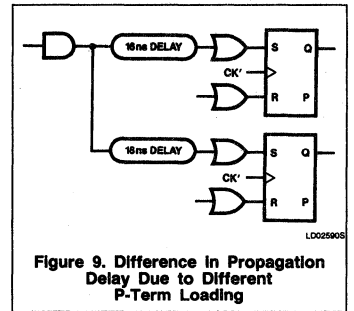 16ns DELAY
S Q
CK'
R P
18ns DELAY
S Q
CK'
R P
LD02590S
Figure 9. Difference in Propagation
Delay Due to Different
P-Term Loading